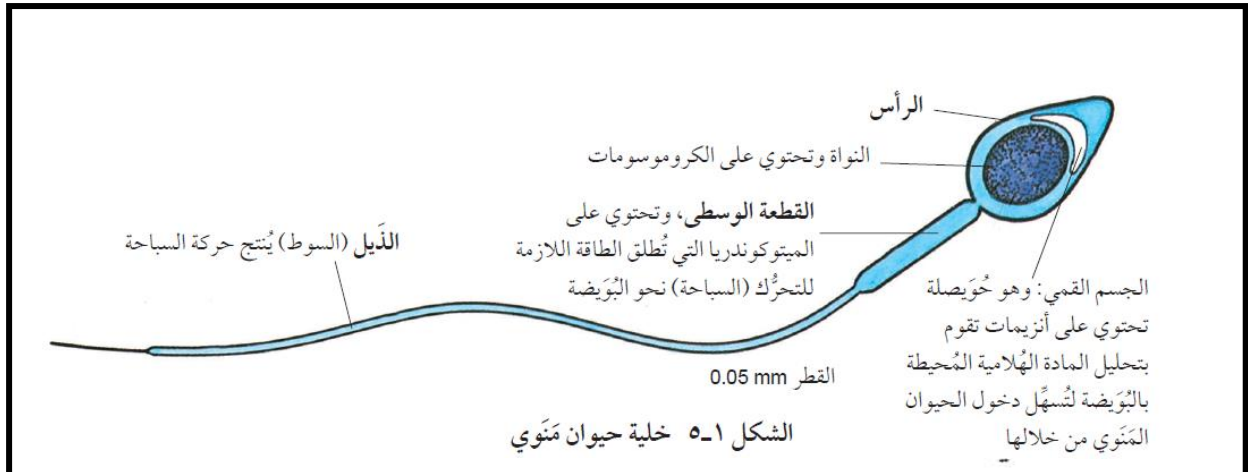 الرأس
النواة وتحتوي على الكروموسومات
القطعة الوسطى، وتحتوي على
الميتوكوندريا التي تُطلق الطاقة اللازمة
للتحرُّك (السباحة) نحو البُوَيضة
الذَيل (السوط) يُنتج حركة السباحة
الجسم القمي: وهو حُوَيصلة
تحتوي على أنزيمات تقوم
بتحليل المادة الهُلامية المُحيطة
بالبُوَيضة لتُسهِّل دخول الحيوان
المَنَوي من خلالها
القطر 0.05 mm
الشكل ١-٥ خلية حيوان مَنَوي